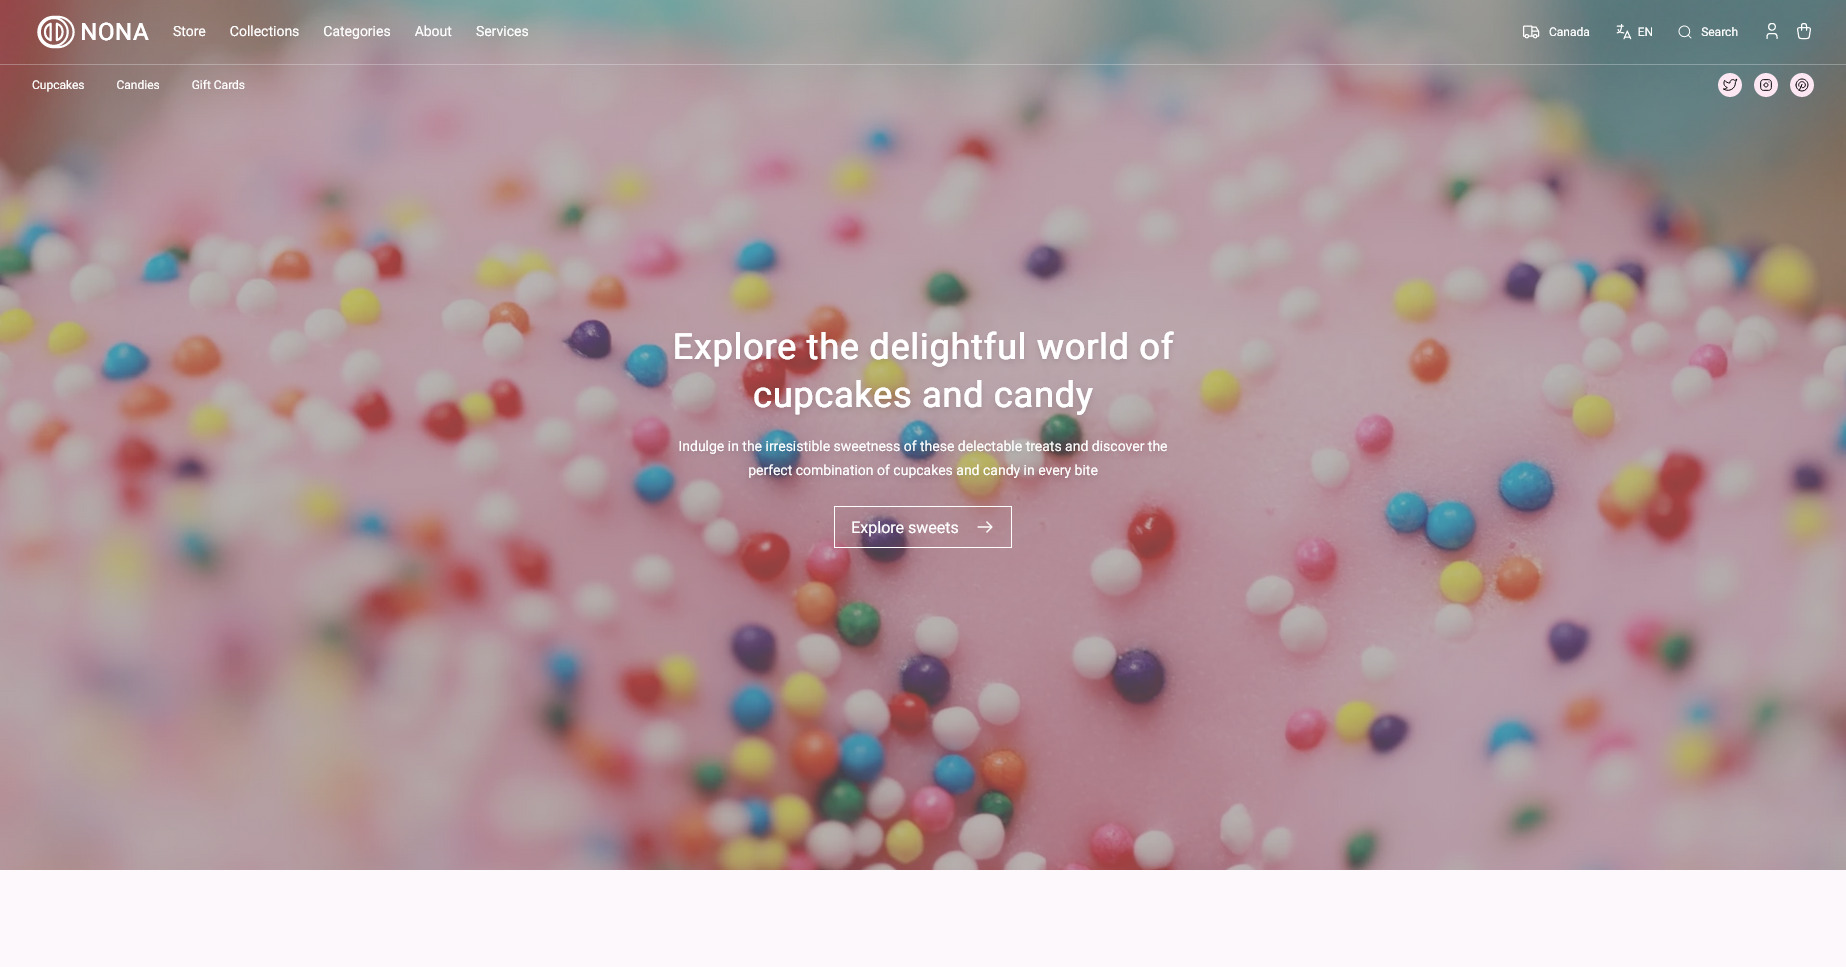 NONA Store Collections Categories About Services Canada EN Search
Cupcakes Candies Gift Cards
Explore the delightful world of
cupcakes and candy
Indulge in the irresistible sweetness of these delectable treats and discover the
perfect combination of cupcakes and candy in every bite
Explore sweets